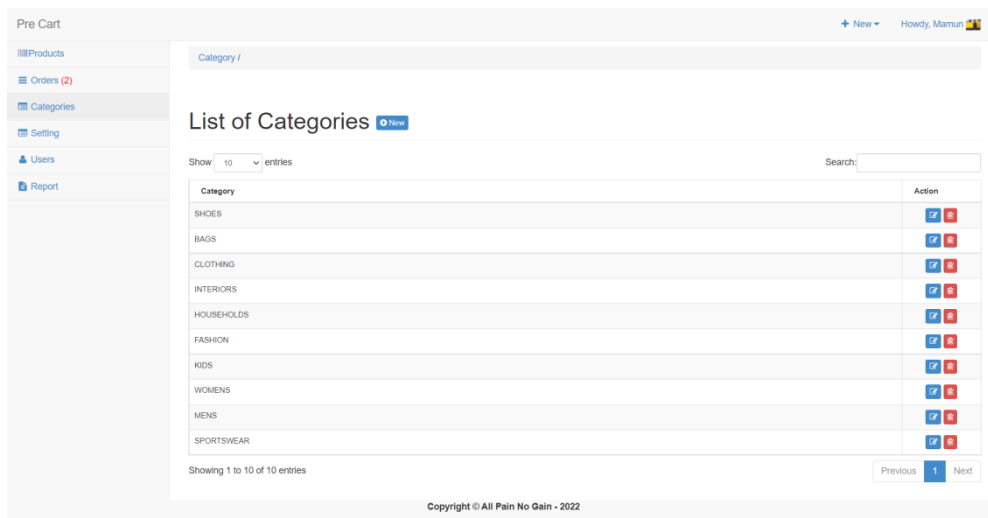 Pre Cart
New
Howdy, Mamun
Products
Orders (2)
Categories
Setting
Users
Report
Category /
List of Categories New
Show 10 entries
Search:
Category Action
SHOES
BAGS
CLOTHING
INTERIORS
HOUSEHOLDS
FASHION
KIDS
WOMENS
MENS
SPORTSWEAR
Showing 1 to 10 of 10 entries
Previous 1 Next
Copyright © All Pain No Gain - 2022